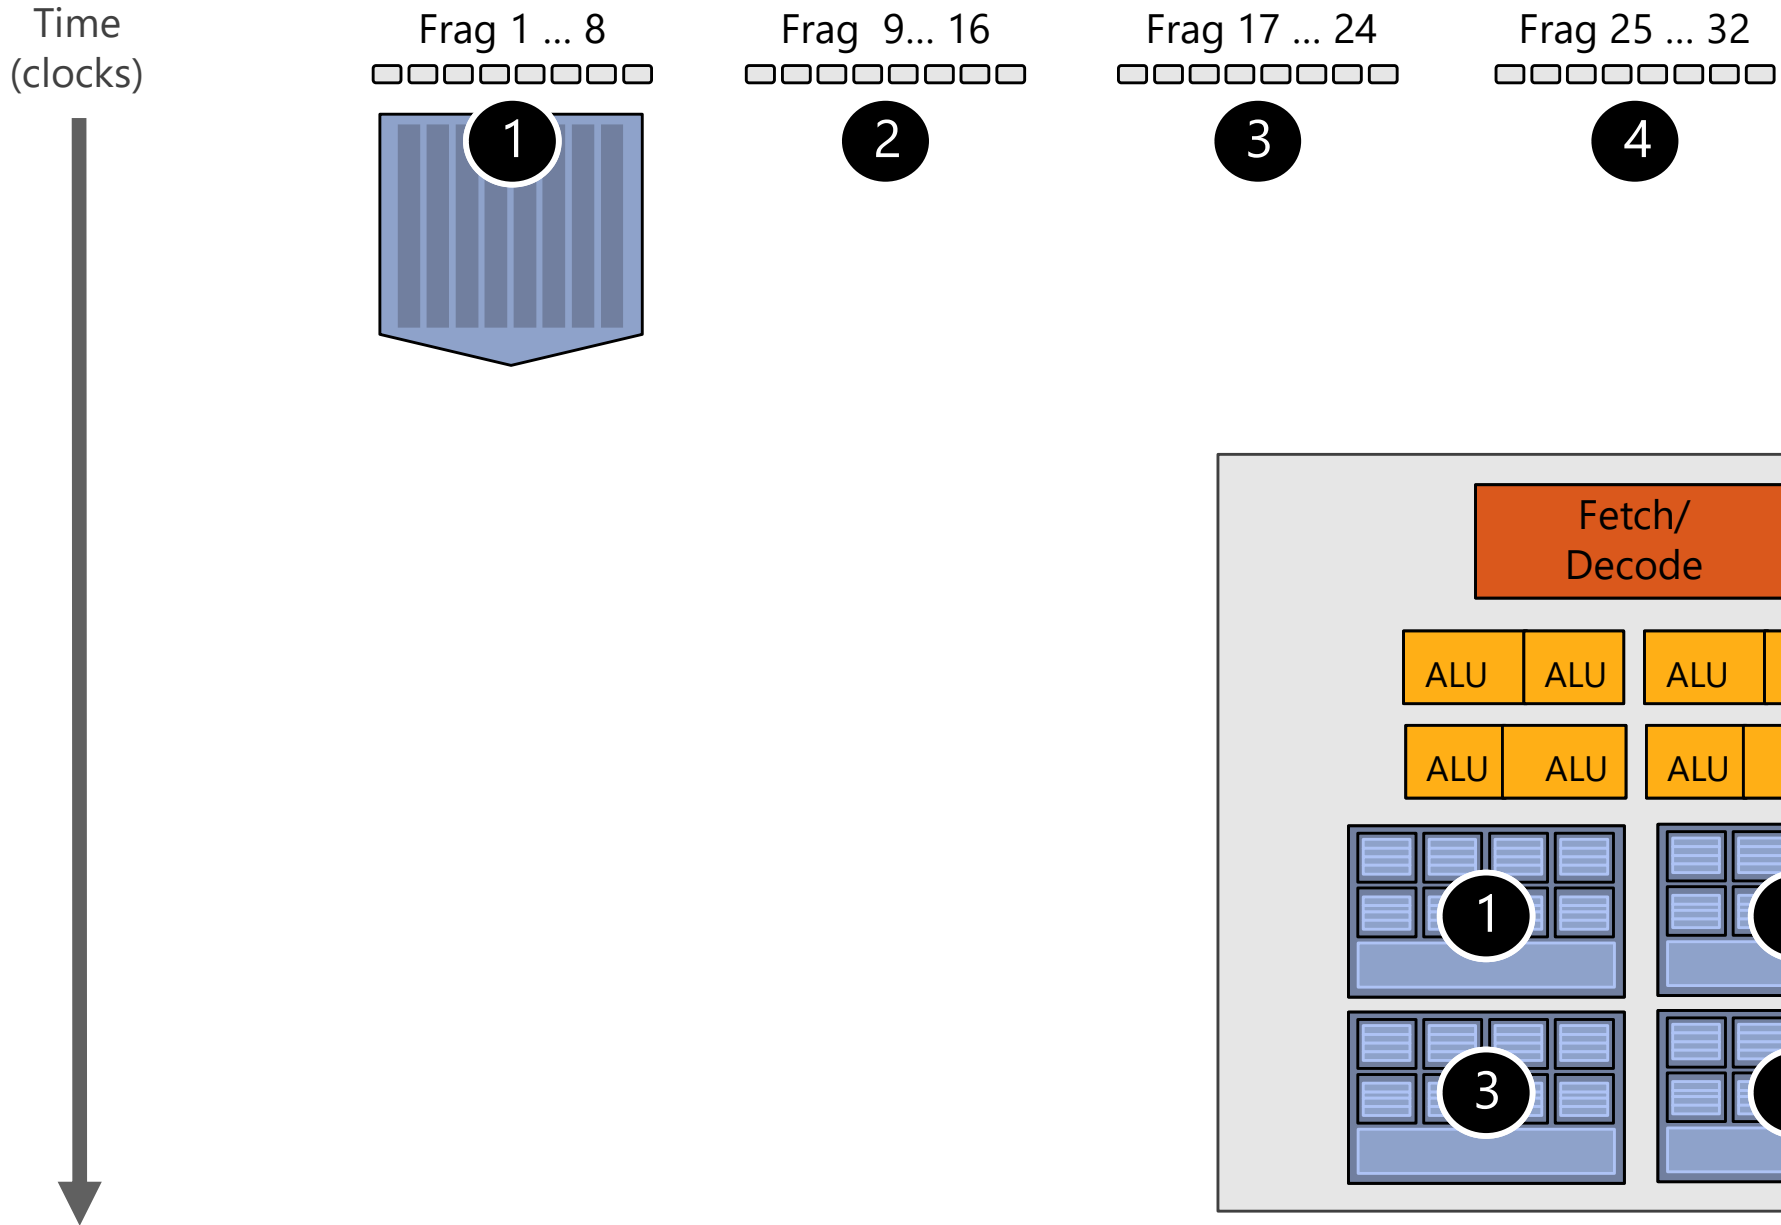 Time
(clocks)
Frag 1 … 8
Frag 9… 16
Frag 17 … 24
Frag 25 … 32
1
2
3
4
Fetch/
Decode
ALU ALU ALU
ALU ALU ALU
1
3